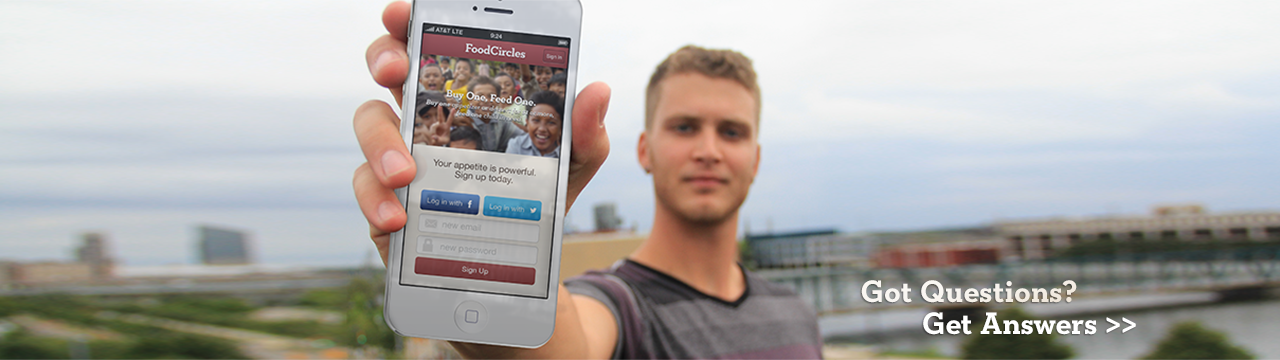 AT&T LTE
9:24
FoodCircles
Sign In
Buy One. Feed One.
Your appetite is powerful.
Sign up today.
Log in with f
Log in with
new email
new password
Sign Up
Got Questions?
Get Answers >>